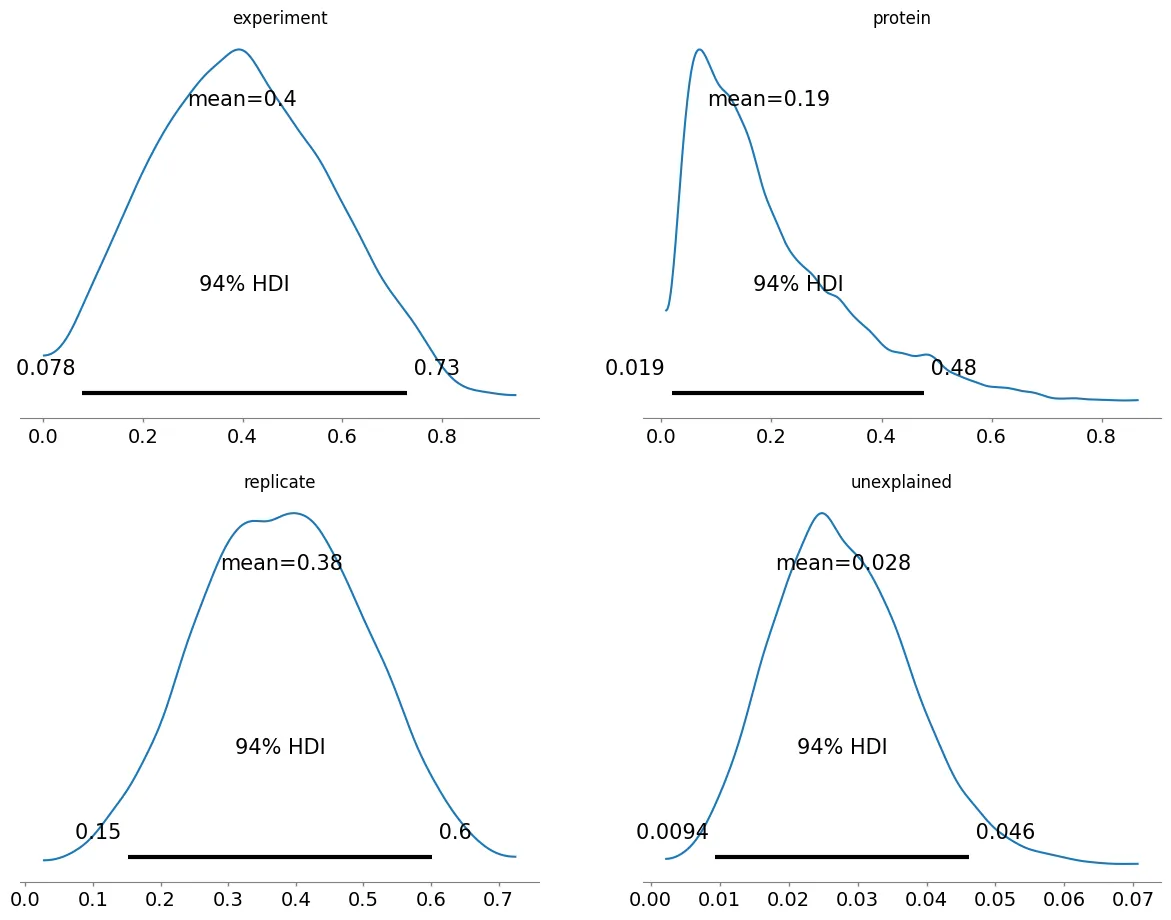 experiment
mean=0.4
94% HDI
0.078 0.73
0.0 0.2 0.4 0.6 0.8
protein
mean=0.19
94% HDI
0.019 0.48
0.0 0.2 0.4 0.6 0.8
replicate
mean=0.38
94% HDI
0.15 0.6
0.0 0.1 0.2 0.3 0.4 0.5 0.6 0.7
unexplained
mean=0.028
94% HDI
0.0094 0.046
0.00 0.01 0.02 0.03 0.04 0.05 0.06 0.07